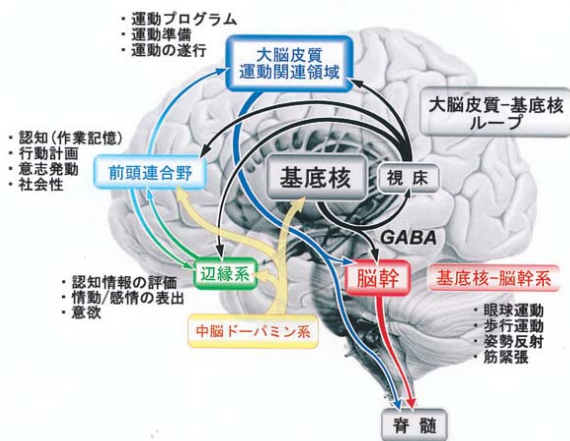 ・運動プログラム
・運動準備
・運動の遂行
大脳皮質
運動関連領域
大脳皮質-基底核
ループ
・認知(作業記憶)
・行動計画
・意志発動
・社会性
前頭連合野
基底核
視床
GABA
辺縁系
脳幹
基底核-脳幹系
・認知情報の評価
・情動/感情の表出
・意欲
中脳ドーパミン系
・眼球運動
・歩行運動
・姿勢反射
・筋緊張
脊髄